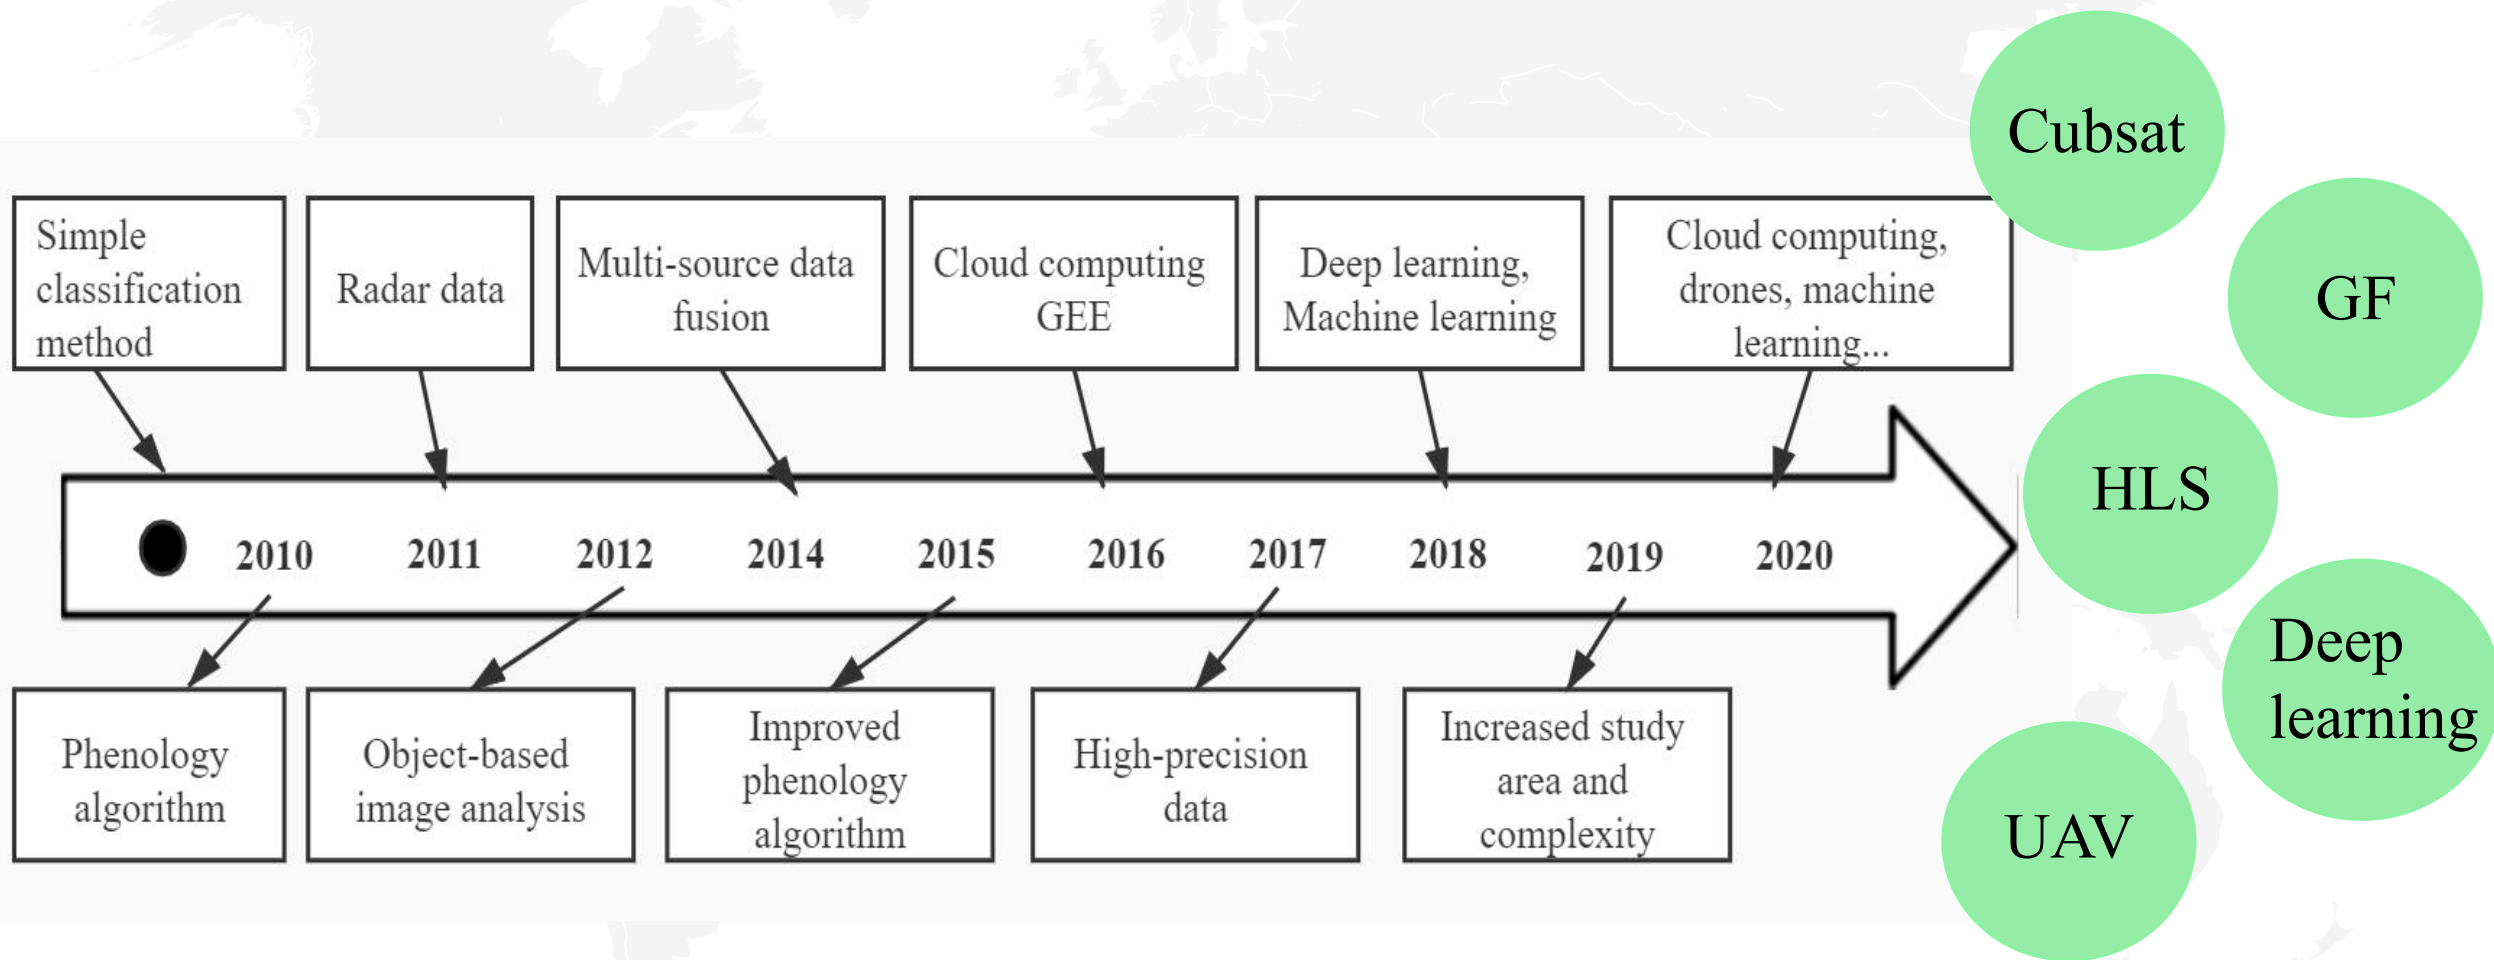 Simple
classification
method
Radar data
Multi-source data
fusion
Cloud computing
GEE
Deep learning,
Machine learning
Cloud computing,
drones, machine
learning...
2010
2011
2012
2014
2015
2016
2017
2018
2019
2020
Phenology
algorithm
Object-based
image analysis
Improved
phenology
algorithm
High-precision
data
Increased study
area and
complexity
Cubsat
GF
HLS
Deep
learning
UAV